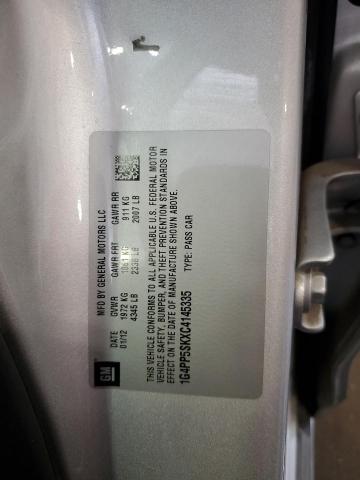 GM
MFD BY GENERAL MOTORS LLC
DATE GVWR GAWR FRT GAWR RR
01/12 1972 KG 1061 KG 911 KG
4345 LB 2338 LB 2007 LB
THIS VEHICLE CONFORMS TO ALL APPLICABLE U.S. FEDERAL MOTOR
VEHICLE SAFETY, BUMPER, AND THEFT PREVENTION STANDARDS IN
EFFECT ON THE DATE OF MANUFACTURE SHOWN ABOVE.
1G4PP5SKXC4145335 TYPE: PASS CAR